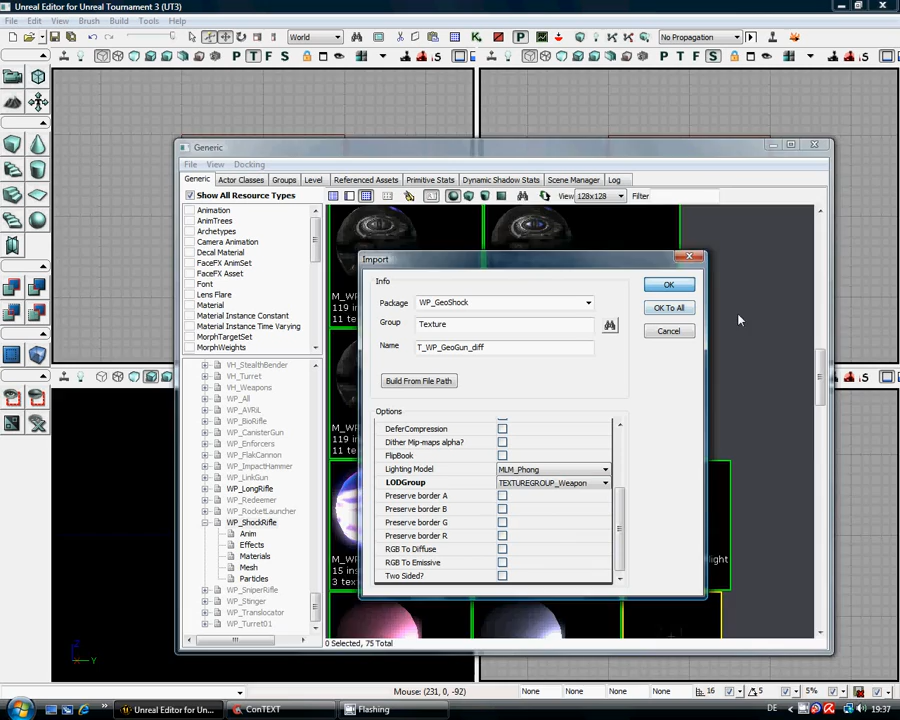 Unreal Editor for Unreal Tournament 3 (UT3)
File Edit View Brush Build Tools Help
World
No Propagation
P T F S
P T F S
Generic
File View Docking
Generic Actor Classes Groups Level Referenced Assets Primitive Stats Dynamic Shadow Stats Scene Manager Log
Show All Resource Types
View 128x128 Filter
Animation
AnimTrees
Archetypes
Camera Animation
Decal Material
FaceFX AnimSet
FaceFX Asset
Font
Lens Flare
Material
Material Instance Constant
Material Instance Time Varying
MorphTargetSet
MorphWeights
VH_StealthBender
VH_Turret
VH_Weapons
WP_All
WP_AVRiL
WP_BioRifle
WP_CanisterGun
WP_Enforcers
WP_FlakCannon
WP_ImpactHammer
WP_LinkGun
WP_LongRifle
WP_Redeemer
WP_RocketLauncher
WP_ShockRifle
Anim
Effects
Materials
Mesh
Particles
WP_SniperRifle
WP_Stinger
WP_Translocator
WP_Turret01
Import
Info
Package WP_GeoShock
Group Texture
Name T_WP_GeoGun_diff
Build From File Path
OK
OK To All
Cancel
Options
DeferCompression
Dither Mip-maps alpha?
FlipBook
Lighting Model MLM_Phong
LODGroup TEXTUREGROUP_Weapon
Preserve border A
Preserve border B
Preserve border G
Preserve border R
RGB To Diffuse
RGB To Emissive
Two Sided?
0 Selected, 75 Total
Z
Y
Mouse: (231, 0, -92) None None None None 16 5 5%
Unreal Editor for Un... ConTEXT Flashing DE 19:37